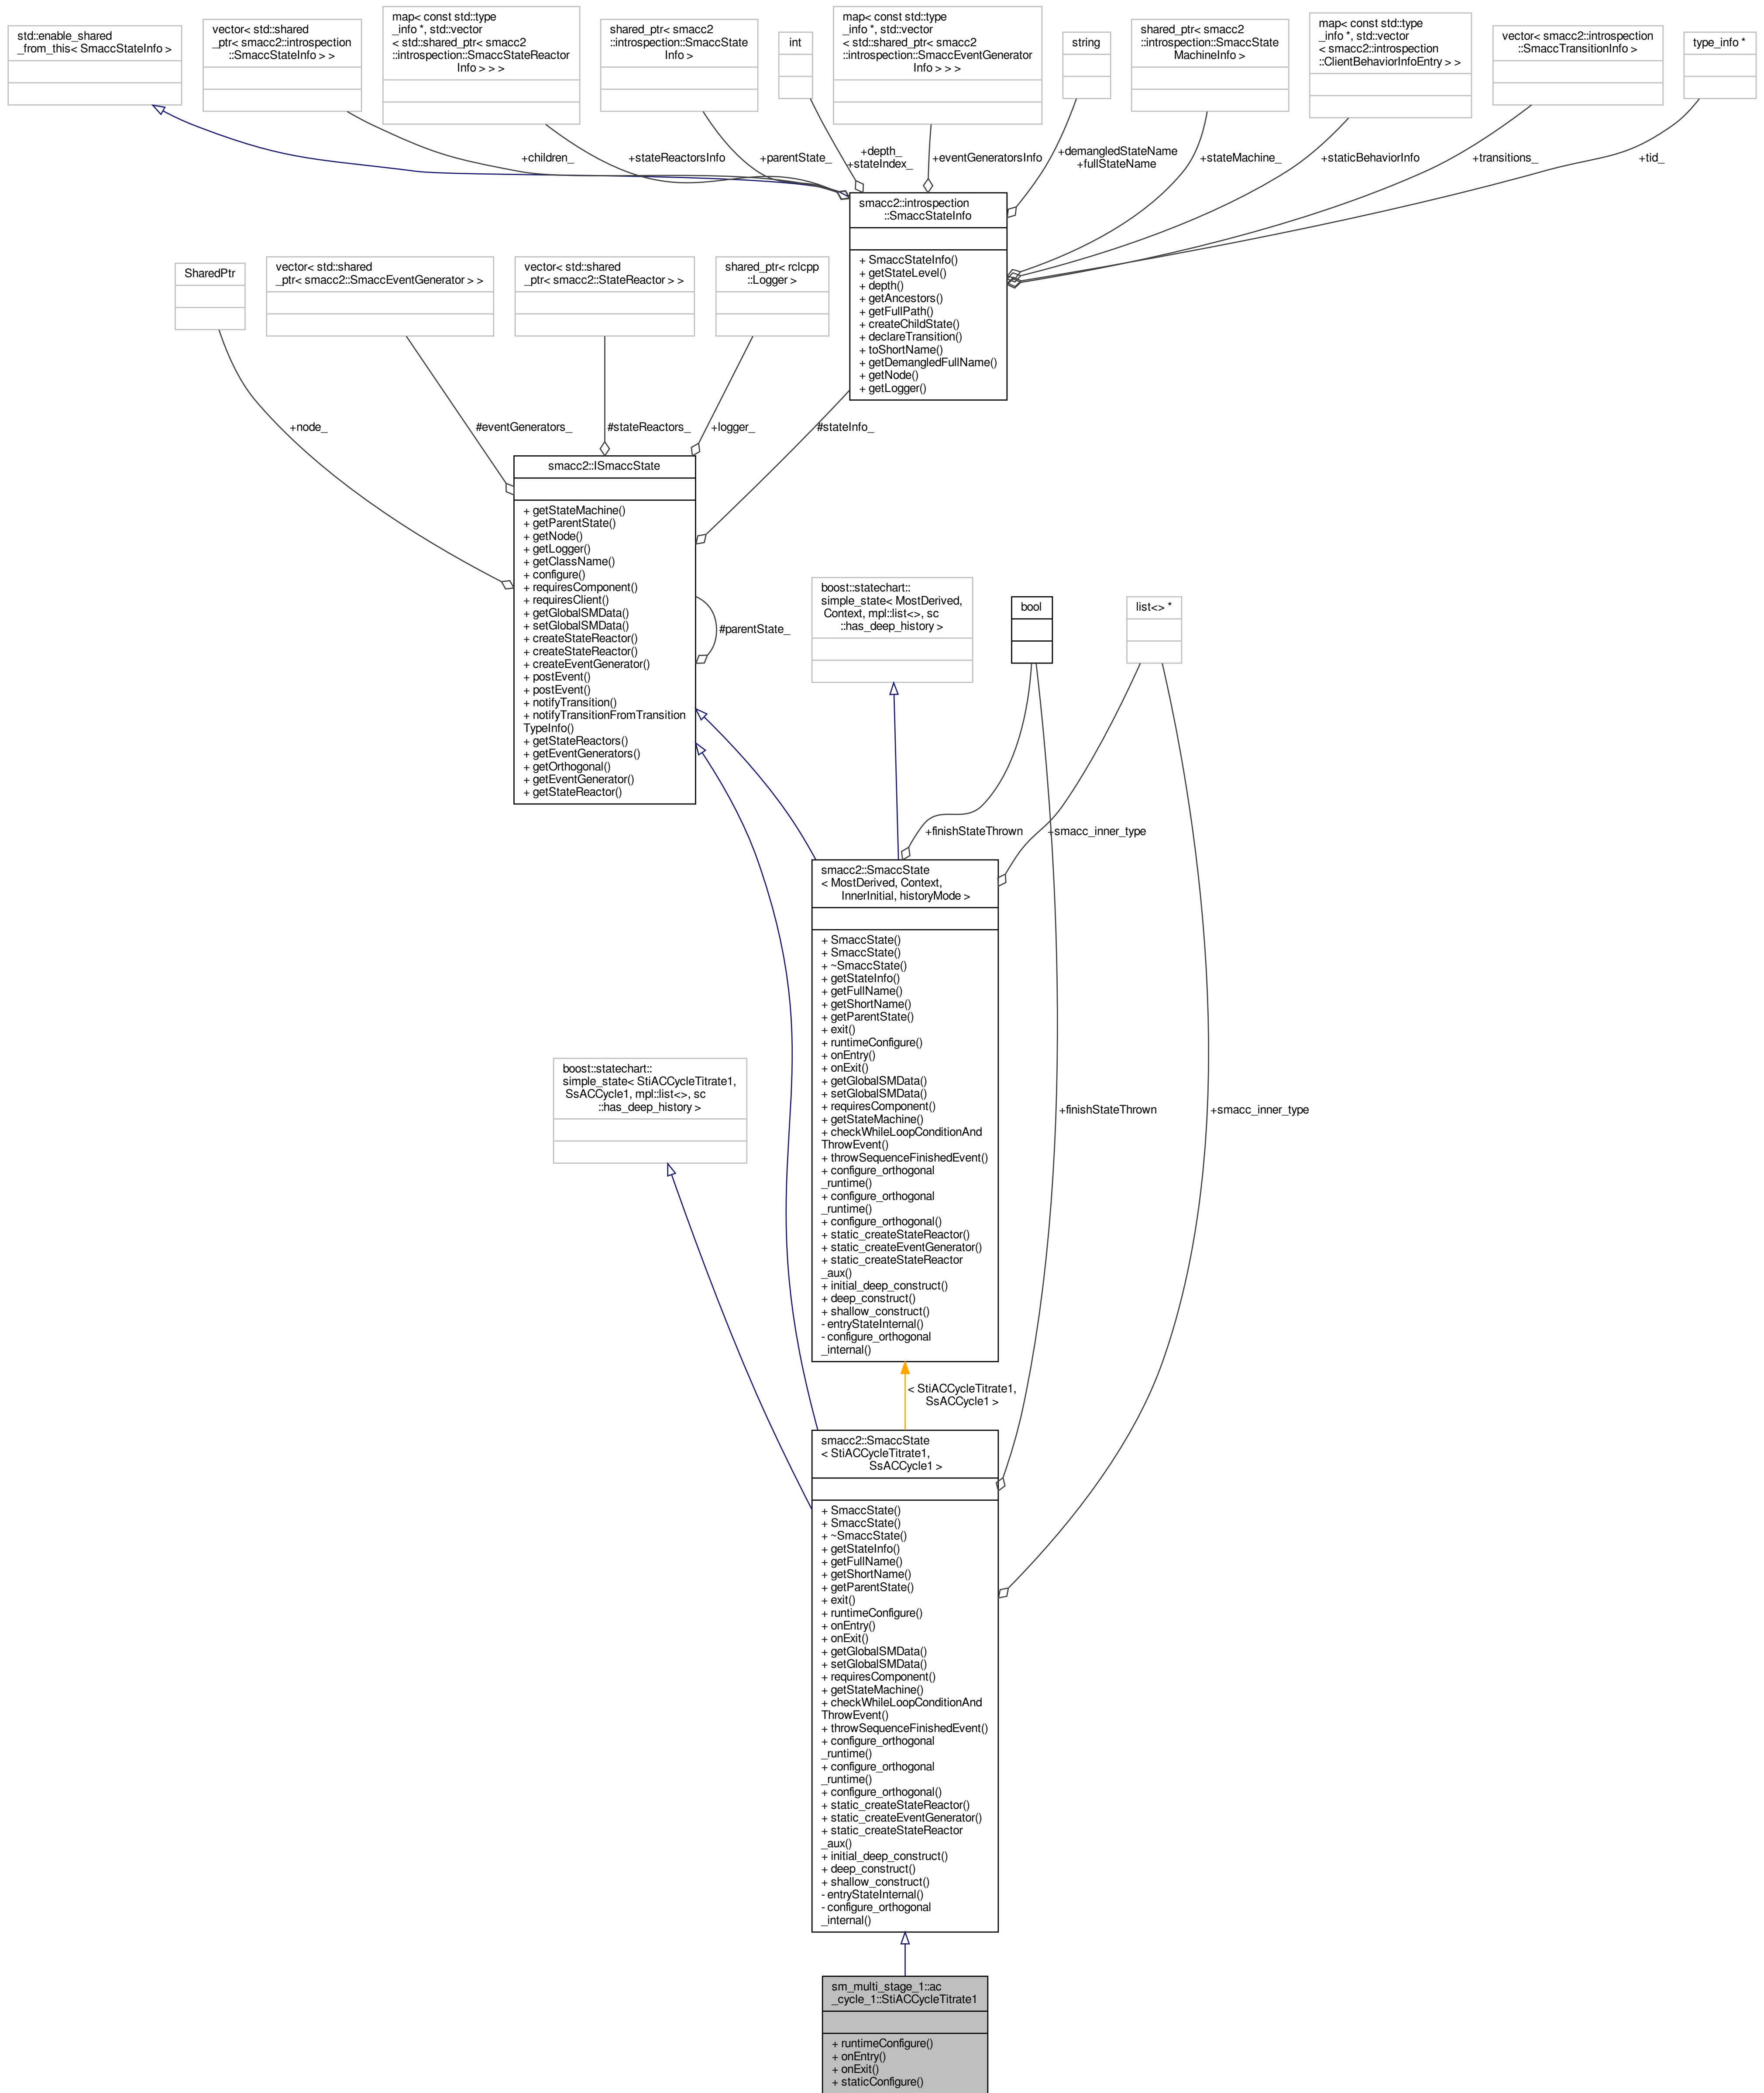 std::enable_shared
_from_this< SmaccStateInfo >
vector< std::shared
_ptr< smacc2::introspection
::SmaccStateInfo > >
map< const std::type
_info *, std::vector
< std::shared_ptr< smacc2
::introspection::SmaccStateReactor
Info > > >
shared_ptr< smacc2
::introspection::SmaccState
Info >
int
map< const std::type
_info *, std::vector
< std::shared_ptr< smacc2
::introspection::SmaccEventGenerator
Info > > >
string
shared_ptr< smacc2
::introspection::SmaccState
MachineInfo >
map< const std::type
_info *, std::vector
< smacc2::introspection
::ClientBehaviorInfoEntry > >
vector< smacc2::introspection
::SmaccTransitionInfo >
type_info *
+children_
+stateReactorsInfo
+parentState_
+depth_
+stateIndex_
+eventGeneratorsInfo
+demangledStateName
+fullStateName
+stateMachine_
+staticBehaviorInfo
+transitions_
+tid_
smacc2::introspection
::SmaccStateInfo
+ SmaccStateInfo()
+ getStateLevel()
+ depth()
+ getAncestors()
+ getFullPath()
+ createChildState()
+ declareTransition()
+ toShortName()
+ getDemangledFullName()
+ getNode()
+ getLogger()
SharedPtr
vector< std::shared
_ptr< smacc2::SmaccEventGenerator > >
vector< std::shared
_ptr< smacc2::StateReactor > >
shared_ptr< rclcpp
::Logger >
+node_
#eventGenerators_
#stateReactors_
+logger_
#stateInfo_
smacc2::ISmaccState
+ getStateMachine()
+ getParentState()
+ getNode()
+ getLogger()
+ getClassName()
+ configure()
+ requiresComponent()
+ requiresClient()
+ getGlobalSMData()
+ setGlobalSMData()
+ createStateReactor()
+ createStateReactor()
+ createEventGenerator()
+ postEvent()
+ postEvent()
+ notifyTransition()
+ notifyTransitionFromTransition
TypeInfo()
+ getStateReactors()
+ getEventGenerators()
+ getOrthogonal()
+ getEventGenerator()
+ getStateReactor()
#parentState_
boost::statechart::
simple_state< MostDerived,
Context, mpl::list<>, sc
::has_deep_history >
bool
list<> *
+finishStateThrown
+smacc_inner_type
smacc2::SmaccState
< MostDerived, Context,
InnerInitial, historyMode >
+ SmaccState()
+ SmaccState()
+ ~SmaccState()
+ getStateInfo()
+ getFullName()
+ getShortName()
+ getParentState()
+ exit()
+ runtimeConfigure()
+ onEntry()
+ onExit()
+ getGlobalSMData()
+ setGlobalSMData()
+ requiresComponent()
+ getStateMachine()
+ checkWhileLoopConditionAnd
ThrowEvent()
+ throwSequenceFinishedEvent()
+ configure_orthogonal
_runtime()
+ configure_orthogonal
_runtime()
+ configure_orthogonal()
+ static_createStateReactor()
+ static_createEventGenerator()
+ static_createStateReactor
_aux()
+ initial_deep_construct()
+ deep_construct()
+ shallow_construct()
- entryStateInternal()
- configure_orthogonal
_internal()
boost::statechart::
simple_state< StiACCycleTitrate1,
SsACCycle1, mpl::list<>, sc
::has_deep_history >
+finishStateThrown
+smacc_inner_type
< StiACCycleTitrate1,
SsACCycle1 >
smacc2::SmaccState
< StiACCycleTitrate1,
SsACCycle1 >
+ SmaccState()
+ SmaccState()
+ ~SmaccState()
+ getStateInfo()
+ getFullName()
+ getShortName()
+ getParentState()
+ exit()
+ runtimeConfigure()
+ onEntry()
+ onExit()
+ getGlobalSMData()
+ setGlobalSMData()
+ requiresComponent()
+ getStateMachine()
+ checkWhileLoopConditionAnd
ThrowEvent()
+ throwSequenceFinishedEvent()
+ configure_orthogonal
_runtime()
+ configure_orthogonal
_runtime()
+ configure_orthogonal()
+ static_createStateReactor()
+ static_createEventGenerator()
+ static_createStateReactor
_aux()
+ initial_deep_construct()
+ deep_construct()
+ shallow_construct()
- entryStateInternal()
- configure_orthogonal
_internal()
sm_multi_stage_1::ac
_cycle_1::StiACCycleTitrate1
+ runtimeConfigure()
+ onEntry()
+ onExit()
+ staticConfigure()